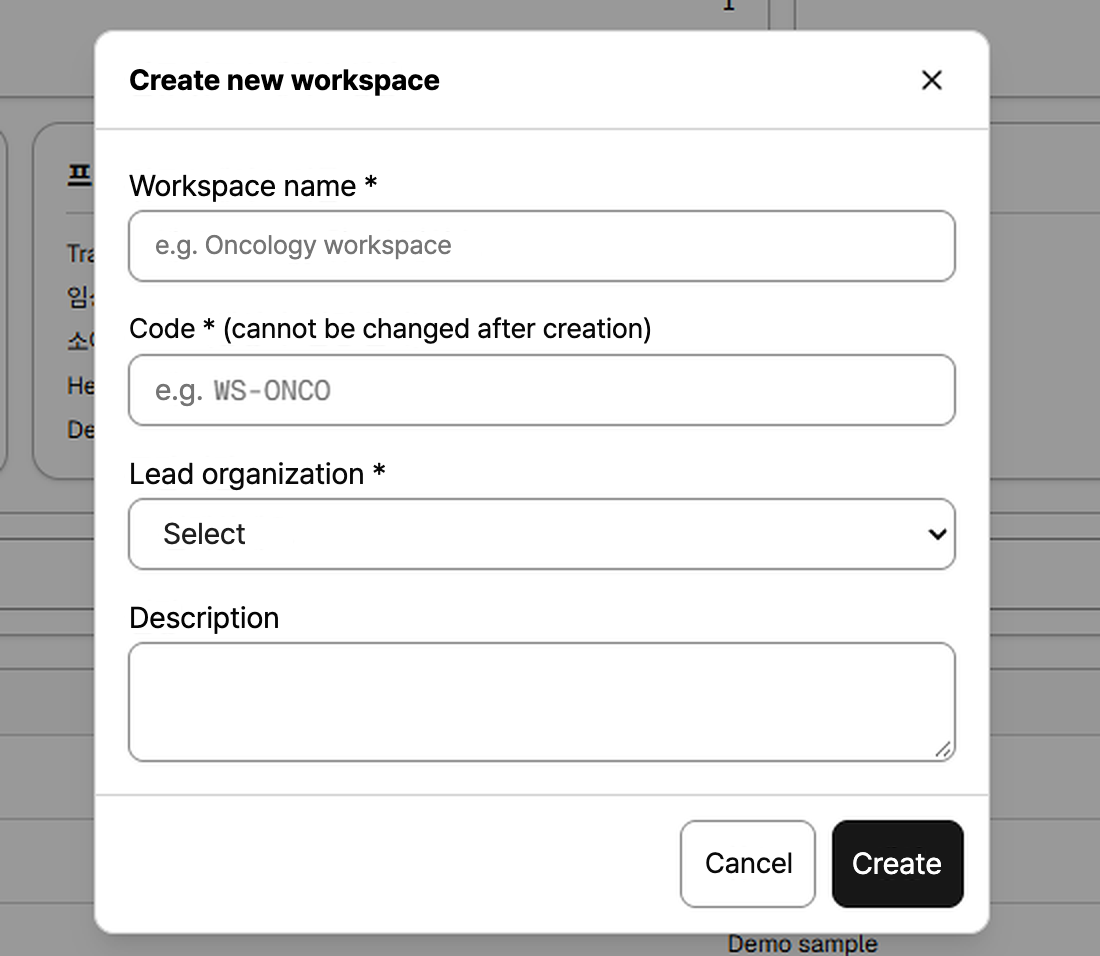 Create new workspace
프
Workspace name *
e.g. Oncology workspace
Code * (cannot be changed after creation)
e.g. WS-ONCO
Lead organization *
Select
Description
Cancel
Create
Demo sample